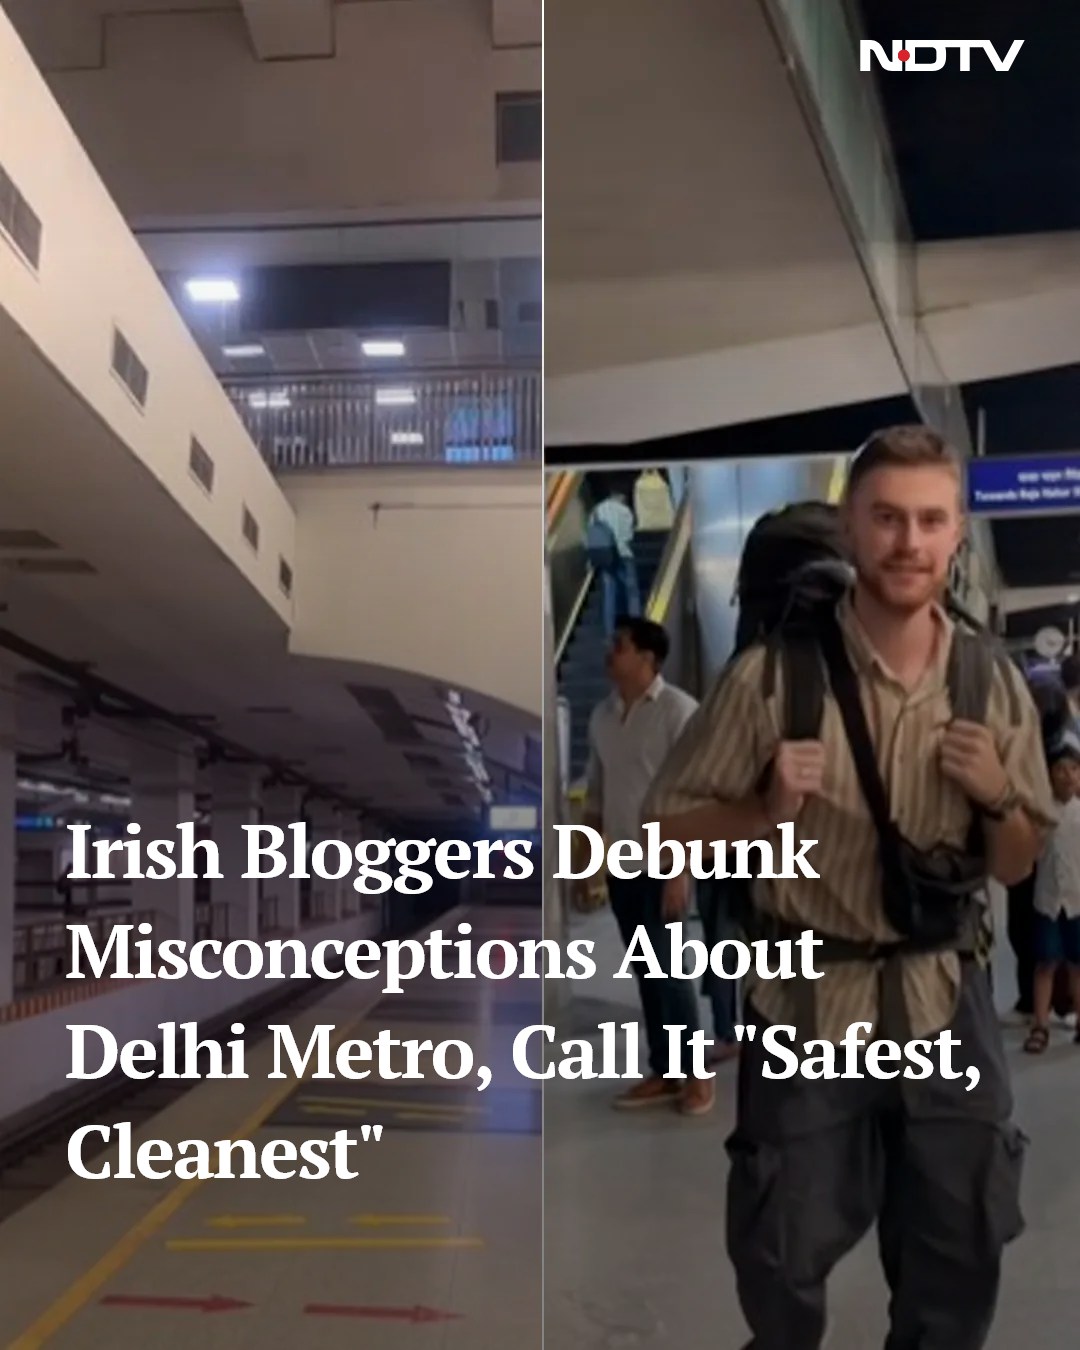 NDTV
Irish Bloggers Debunk
Misconceptions About
Delhi Metro, Call It "Safest,
Cleanest"